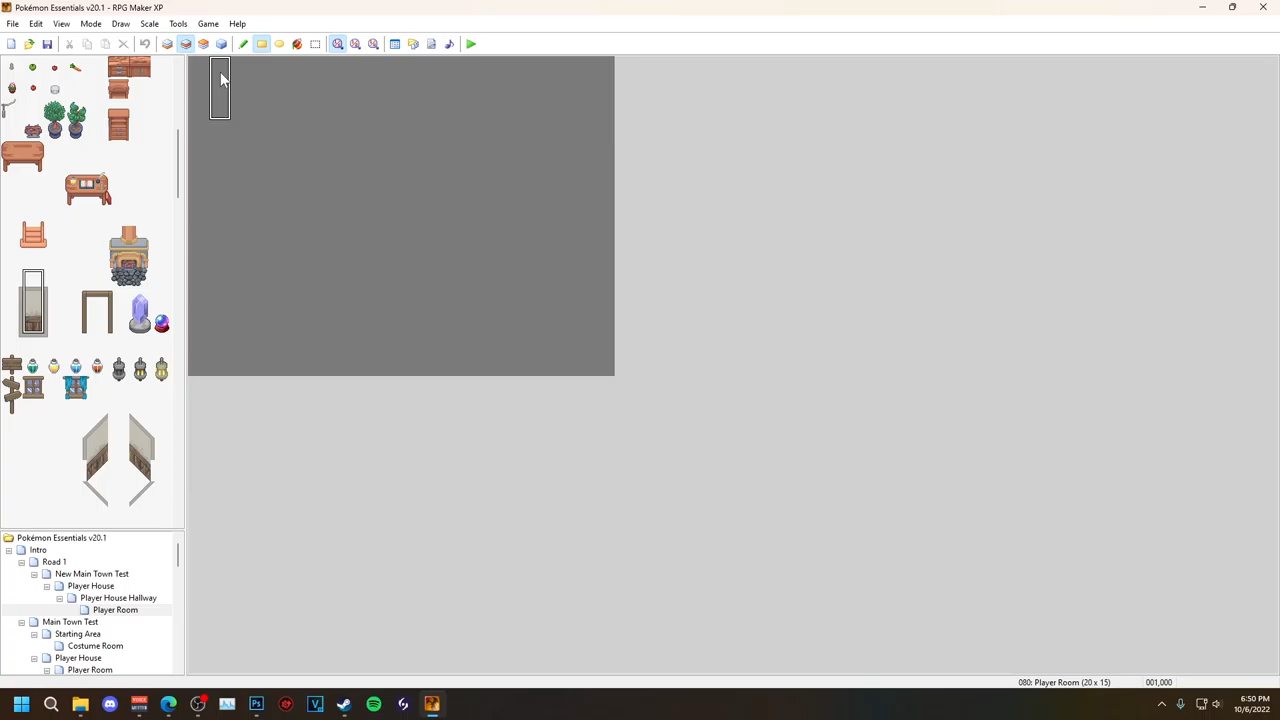 Pokémon Essentials v20.1 - RPG Maker XP
File Edit View Mode Draw Scale Tools Game Help
Pokémon Essentials v20.1
Intro
Road 1
New Main Town Test
Player House
Player House Hallway
Player Room
Main Town Test
Starting Area
Costume Room
Player House
Player Room
080: Player Room (20 x 15) 001,000
6:50 PM
10/6/2022